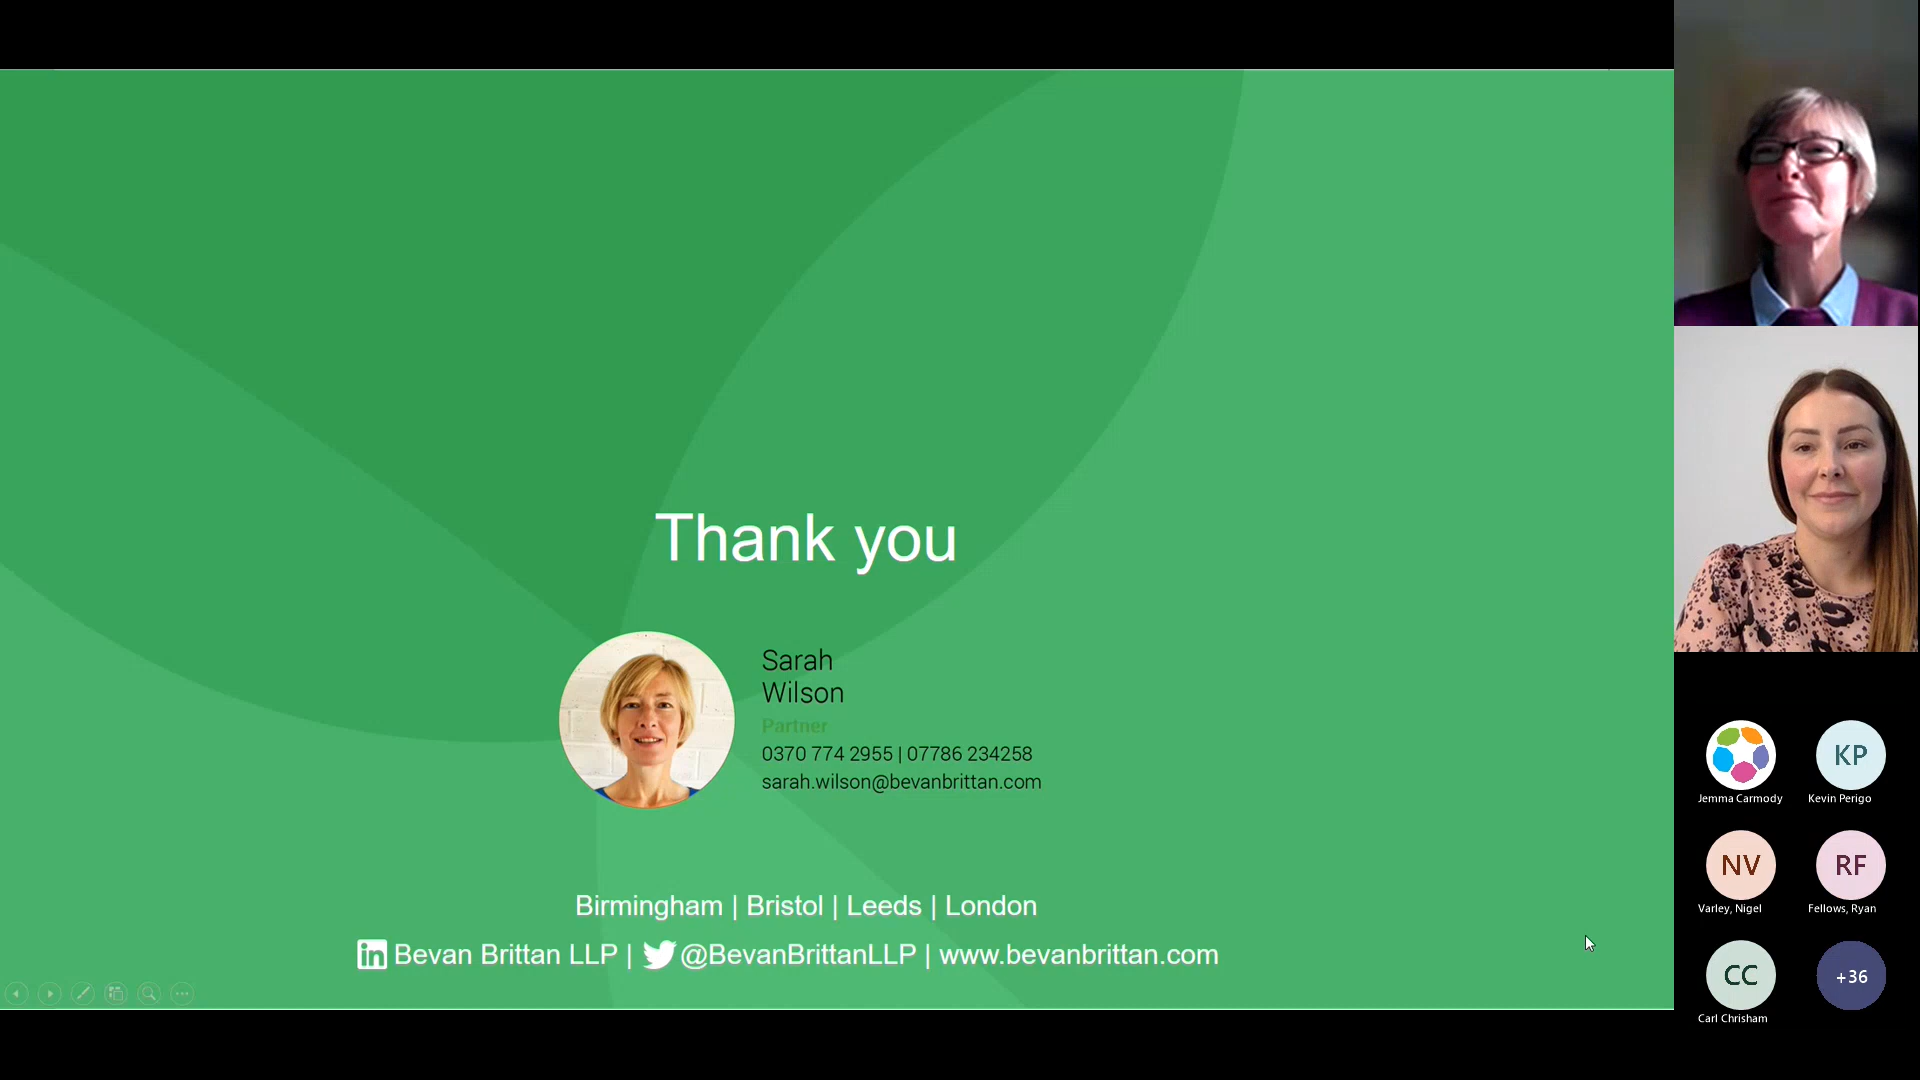 Thank you
Sarah
Wilson
Partner
0370 774 2955 | 07786 234258
sarah.wilson@bevanbrittan.com
Birmingham | Bristol | Leeds | London
in Bevan Brittan LLP | @BevanBrittanLLP | www.bevanbrittan.com
Jemma Carmody
KP
Kevin Perigo
NV
Varley, Nigel
RF
Fellows, Ryan
CC
Carl Chrisham
+36